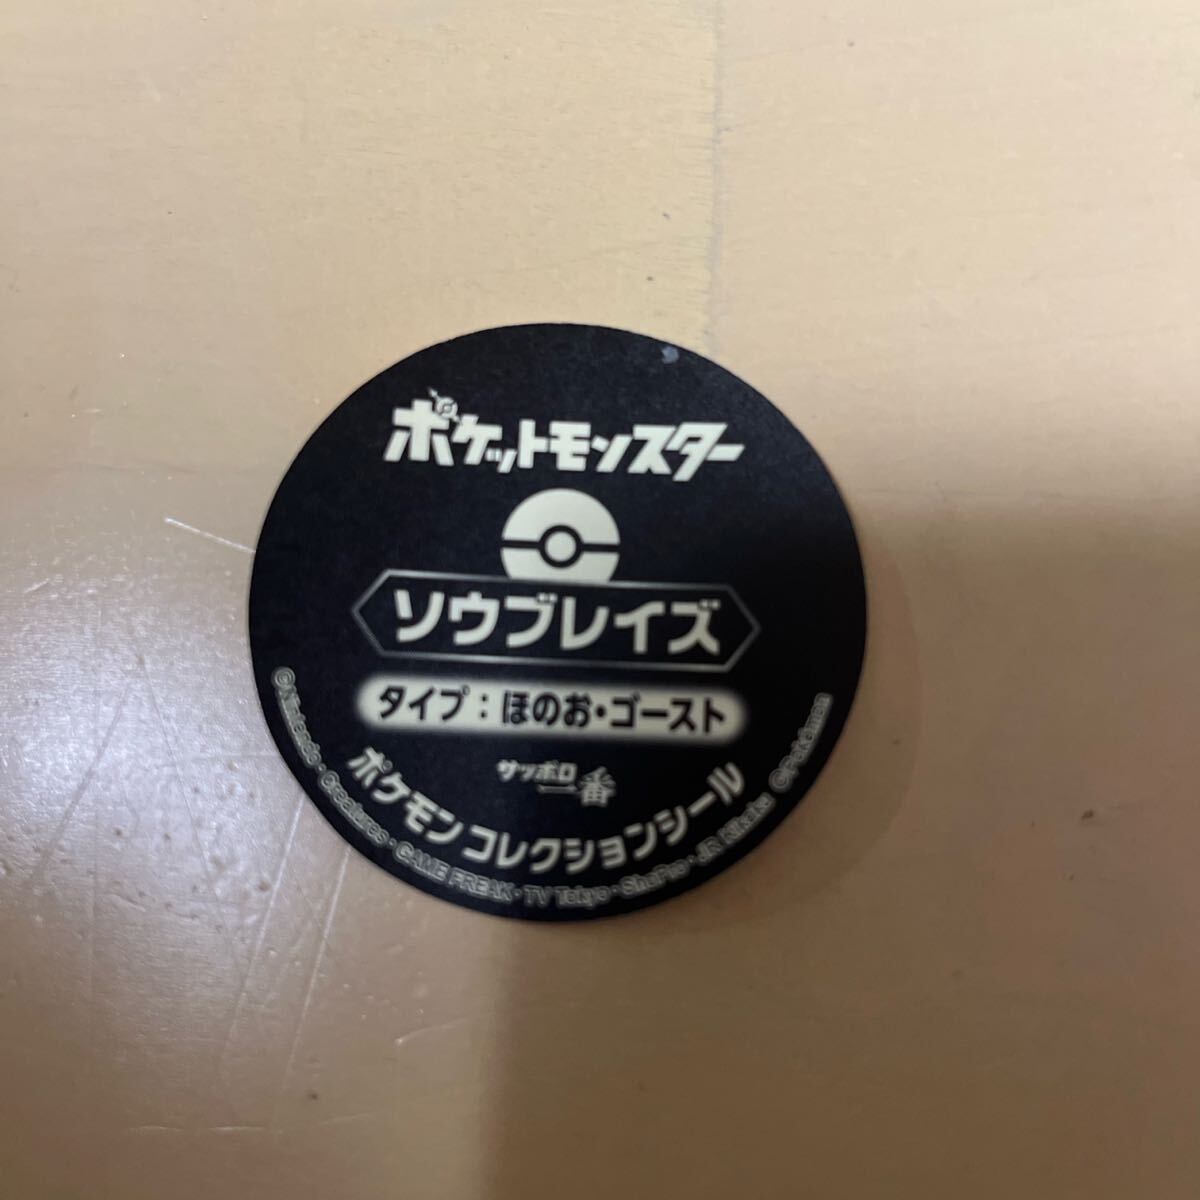 ポケットモンスター
ソウブレイズ
タイプ：ほのお・ゴースト
サッポロ一番
ポケモン コレクションシール
©Nintendo・Creatures・GAME FREAK・TV Tokyo・ShoPro・JR Kikaku ©Pokémon